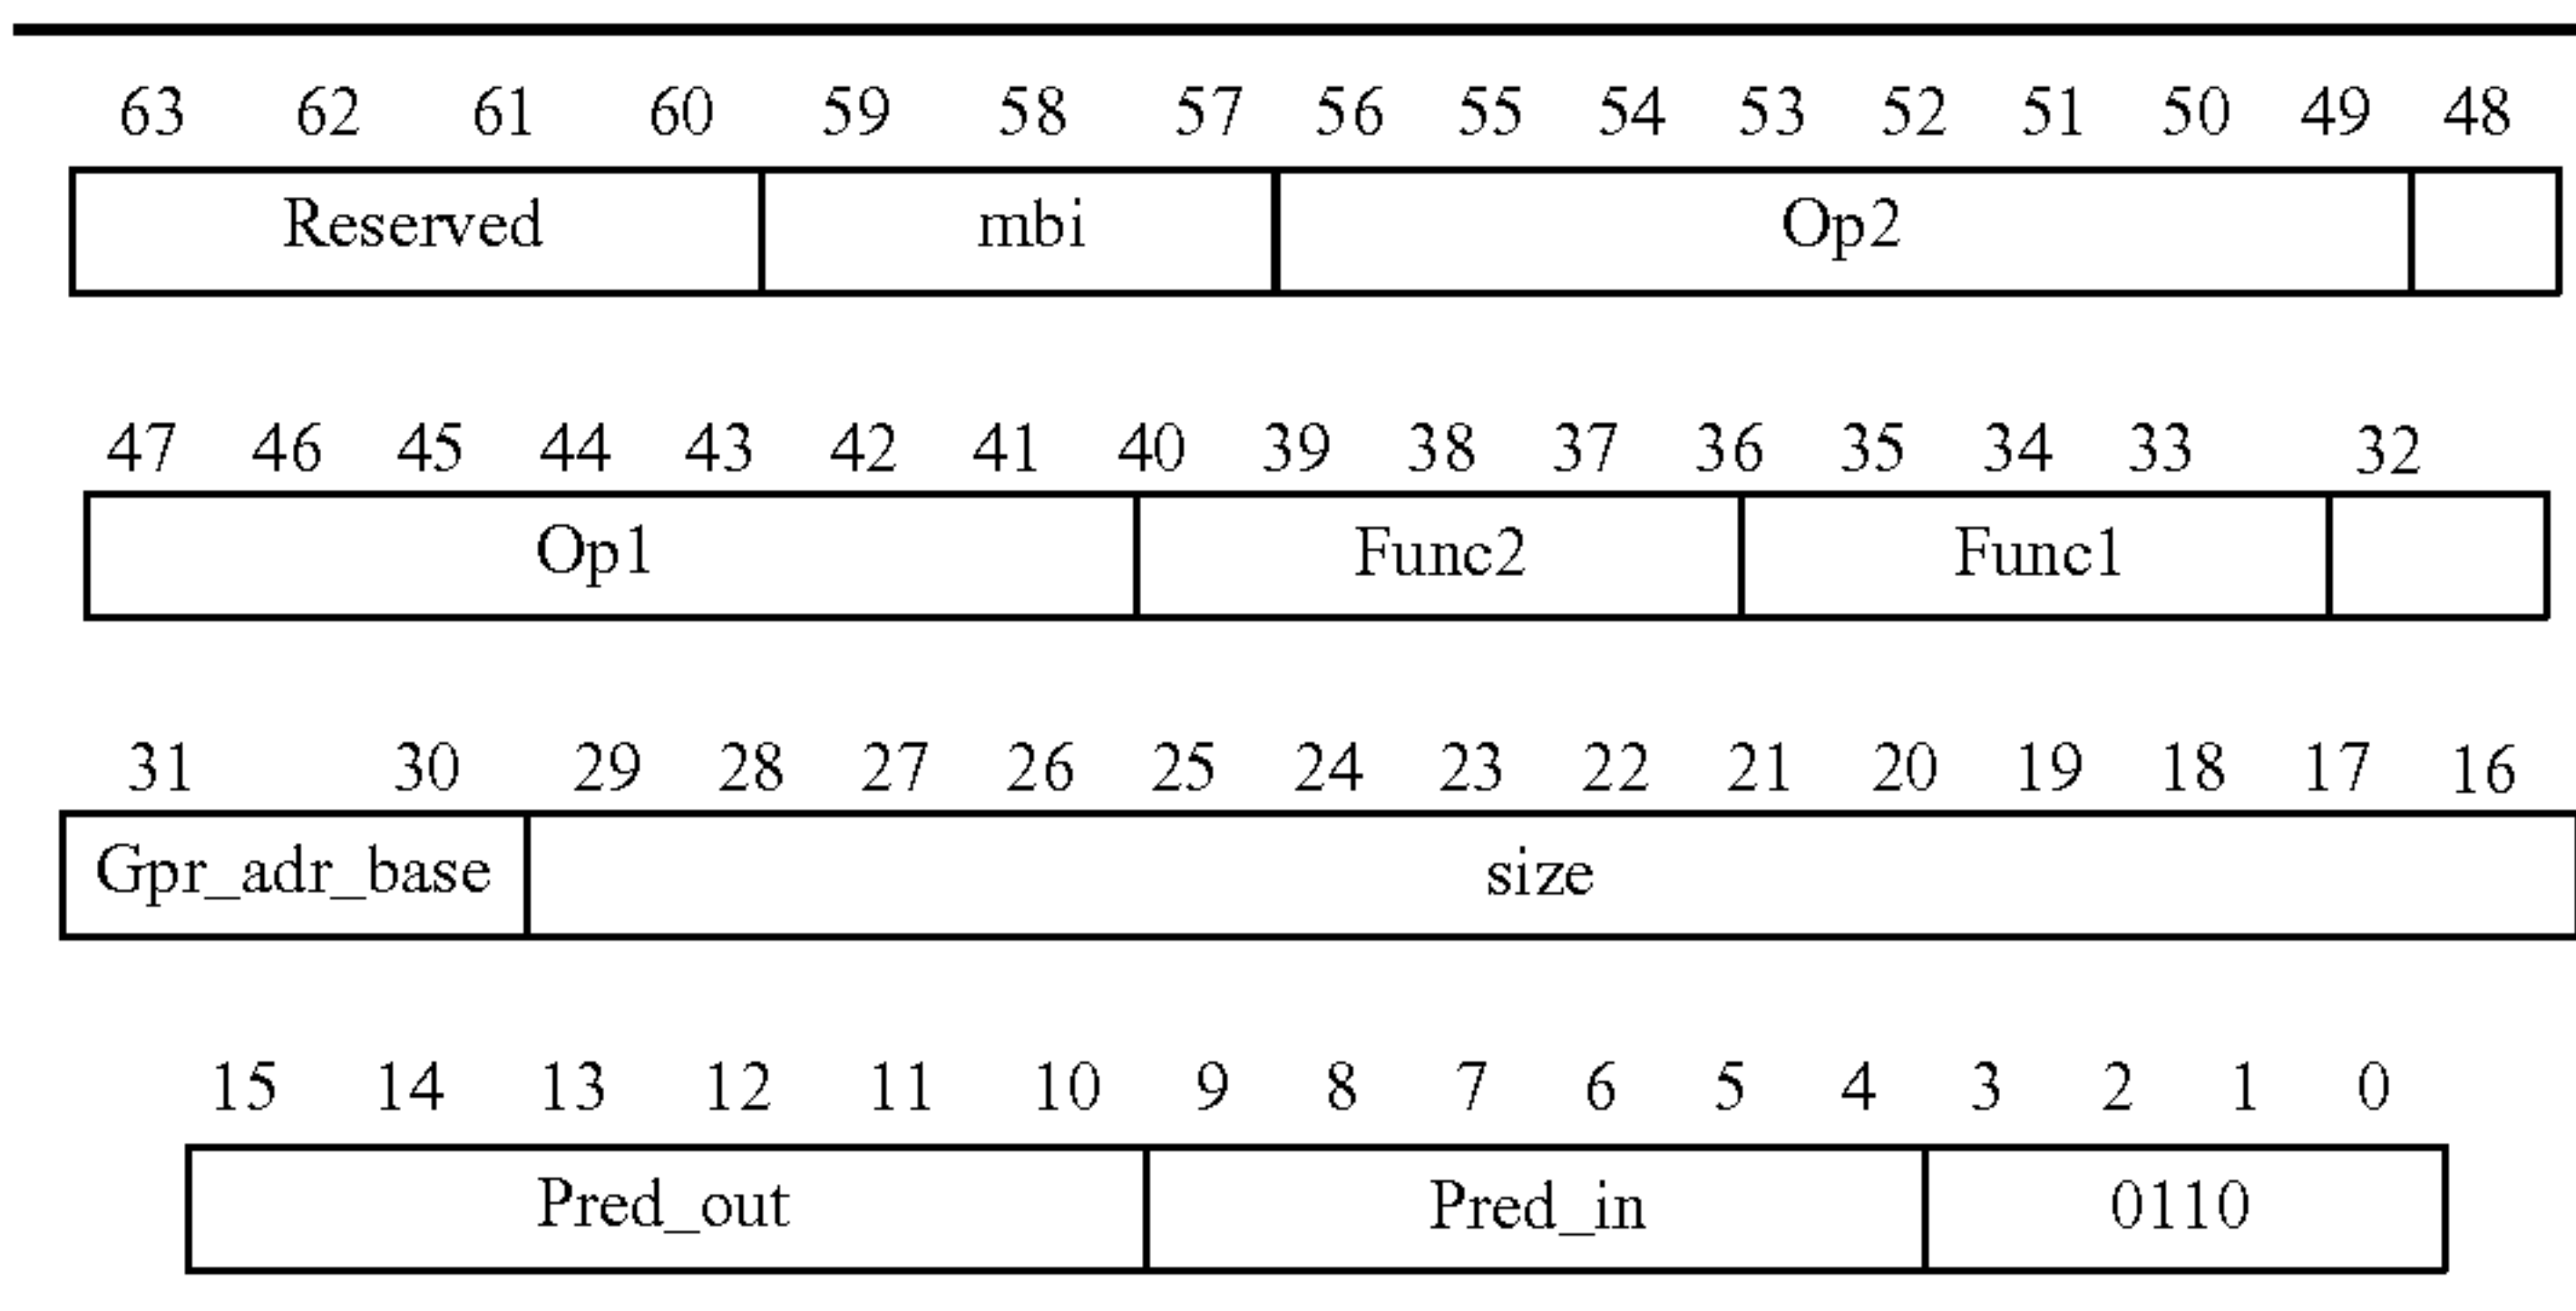 63 62 61 60 59 58 57 56 55 54 53 52 51 50 49 48
Reserved mbi Op2
47 46 45 44 43 42 41 40 39 38 37 36 35 34 33 32
Op1 Func2 Func1
31 30 29 28 27 26 25 24 23 22 21 20 19 18 17 16
Gpr_adr_base size
15 14 13 12 11 10 9 8 7 6 5 4 3 2 1 0
Pred_out Pred_in 0110